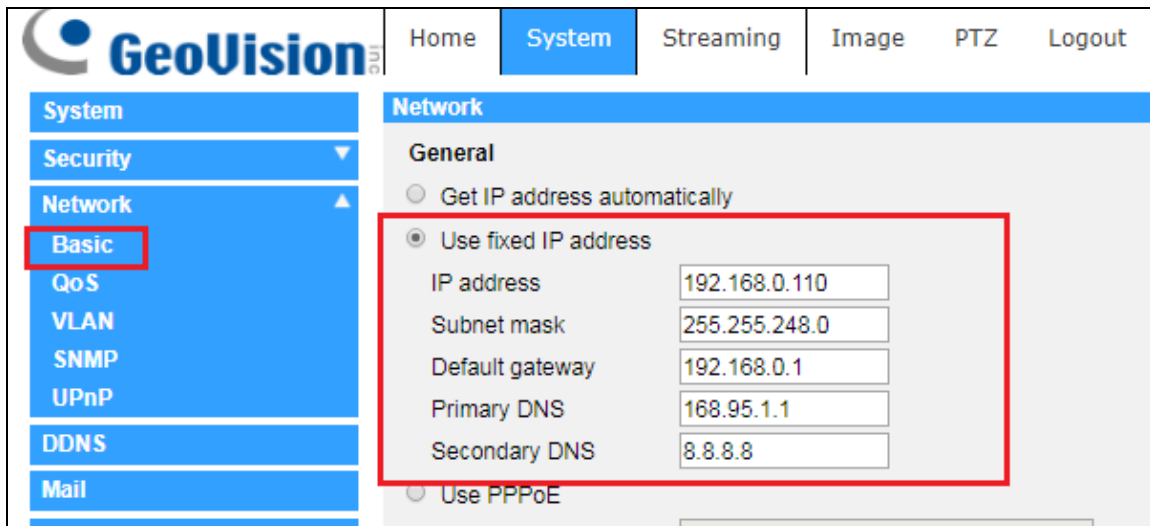 GeoVision inc
Home System Streaming Image PTZ Logout
System
Security
Network
Basic
QoS
VLAN
SNMP
UPnP
DDNS
Mail
Network
General
Get IP address automatically
Use fixed IP address
IP address 192.168.0.110
Subnet mask 255.255.248.0
Default gateway 192.168.0.1
Primary DNS 168.95.1.1
Secondary DNS 8.8.8.8
Use PPPoE